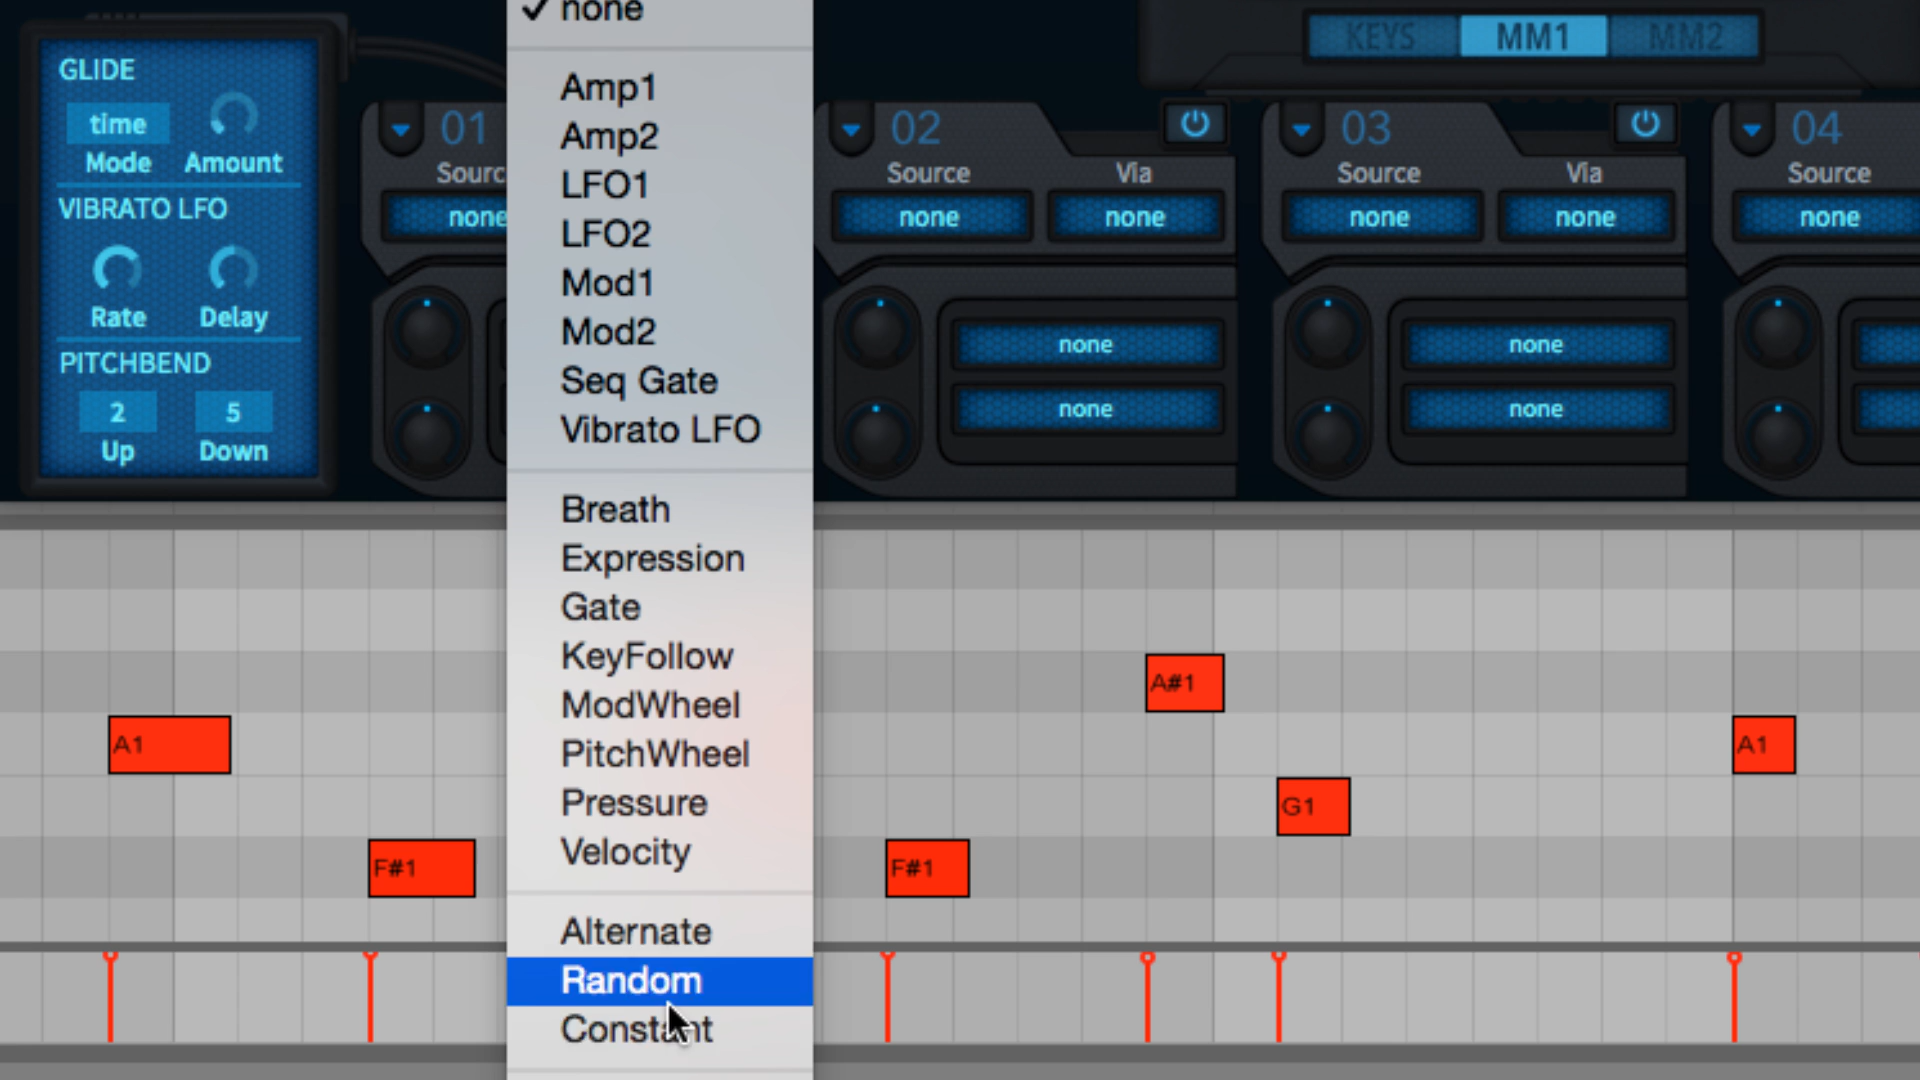 KEYS MM1 MM2
GLIDE
time
Mode Amount
VIBRATO LFO
Rate Delay
PITCHBEND
2 5
Up Down
01
Sourc
none
02
Source Via
none none
none
none
03
Source Via
none none
none
none
04
Source
none
none
Amp1
Amp2
LFO1
LFO2
Mod1
Mod2
Seq Gate
Vibrato LFO
Breath
Expression
Gate
KeyFollow
ModWheel
PitchWheel
Pressure
Velocity
Alternate
Random
Constant
A#1
A1 A1
G1
F#1 F#1